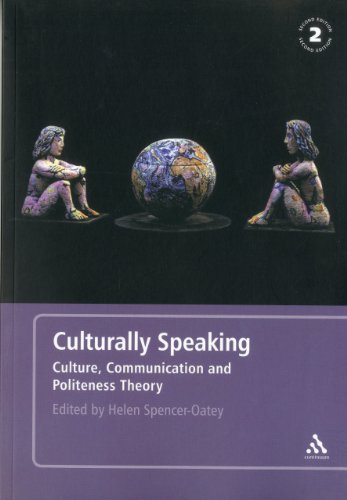 SECOND EDITION
2
SECOND EDITION
Culturally Speaking
Culture, Communication and
Politeness Theory
Edited by Helen Spencer-Oatey
continuum